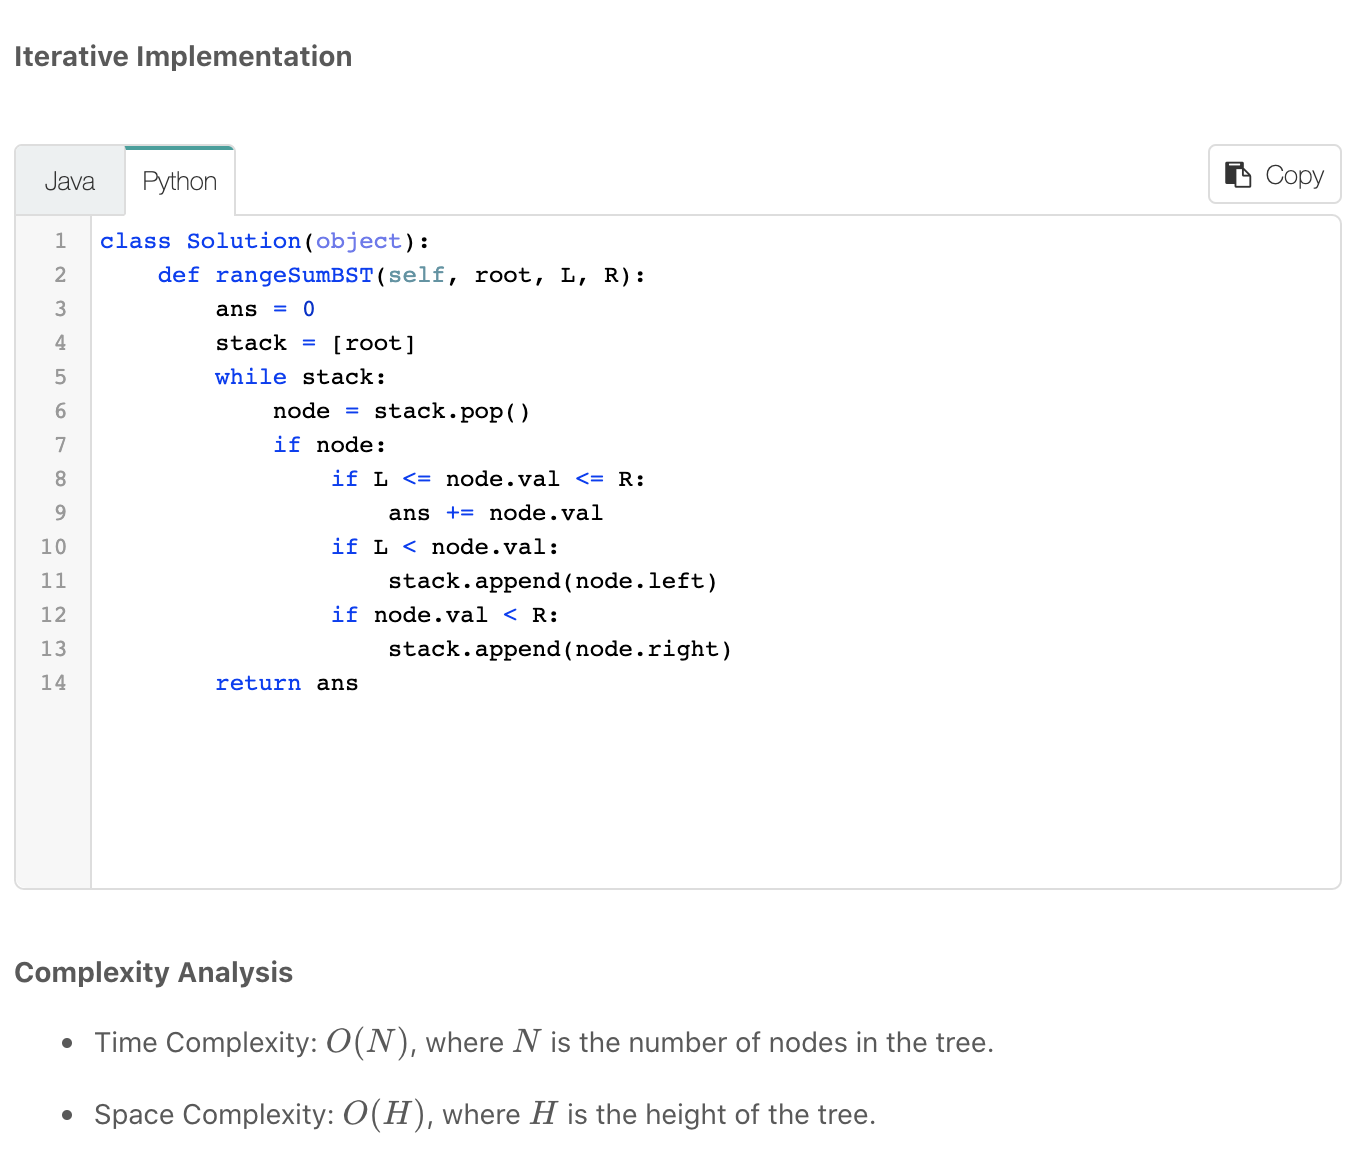 Iterative Implementation
Java Python Copy
1 class Solution(object):
2     def rangeSumBST(self, root, L, R):
3         ans = 0
4         stack = [root]
5         while stack:
6             node = stack.pop()
7             if node:
8                 if L <= node.val <= R:
9                     ans += node.val
10                 if L < node.val:
11                     stack.append(node.left)
12                 if node.val < R:
13                     stack.append(node.right)
14         return ans
Complexity Analysis
• Time Complexity: O(N), where N is the number of nodes in the tree.
• Space Complexity: O(H), where H is the height of the tree.